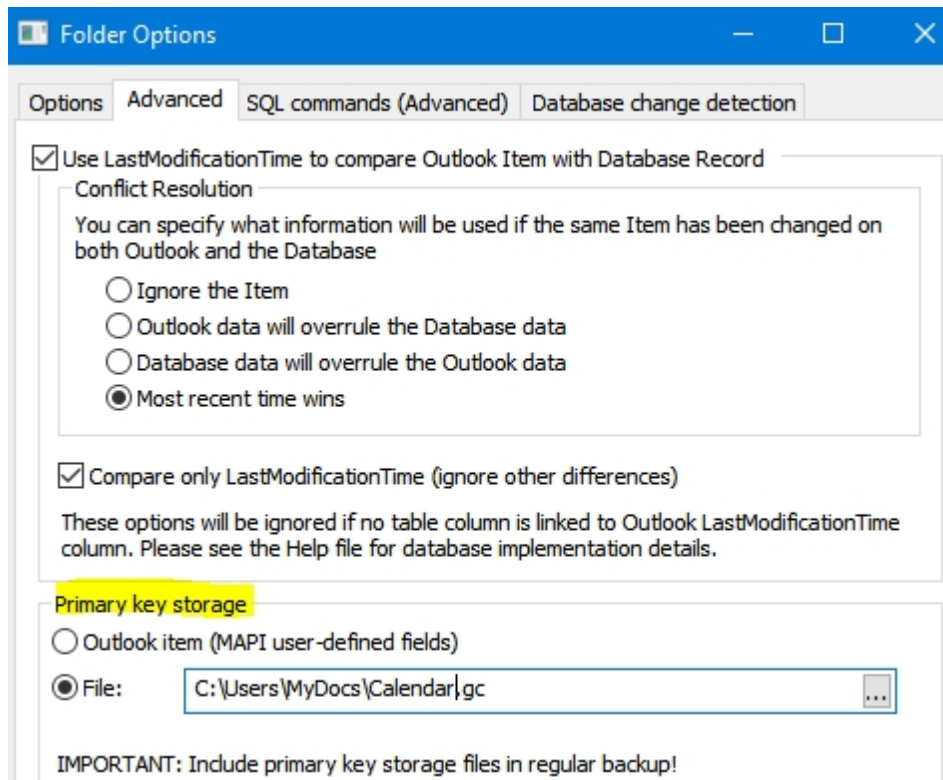 Folder Options
Options Advanced SQL commands (Advanced) Database change detection
Use LastModificationTime to compare Outlook Item with Database Record
Conflict Resolution
You can specify what information will be used if the same Item has been changed on
both Outlook and the Database
Ignore the Item
Outlook data will overrule the Database data
Database data will overrule the Outlook data
Most recent time wins
Compare only LastModificationTime (ignore other differences)
These options will be ignored if no table column is linked to Outlook LastModificationTime
column. Please see the Help file for database implementation details.
Primary key storage
Outlook item (MAPI user-defined fields)
File: C:\Users\MyDocs\Calendar.gc ...
IMPORTANT: Include primary key storage files in regular backup!